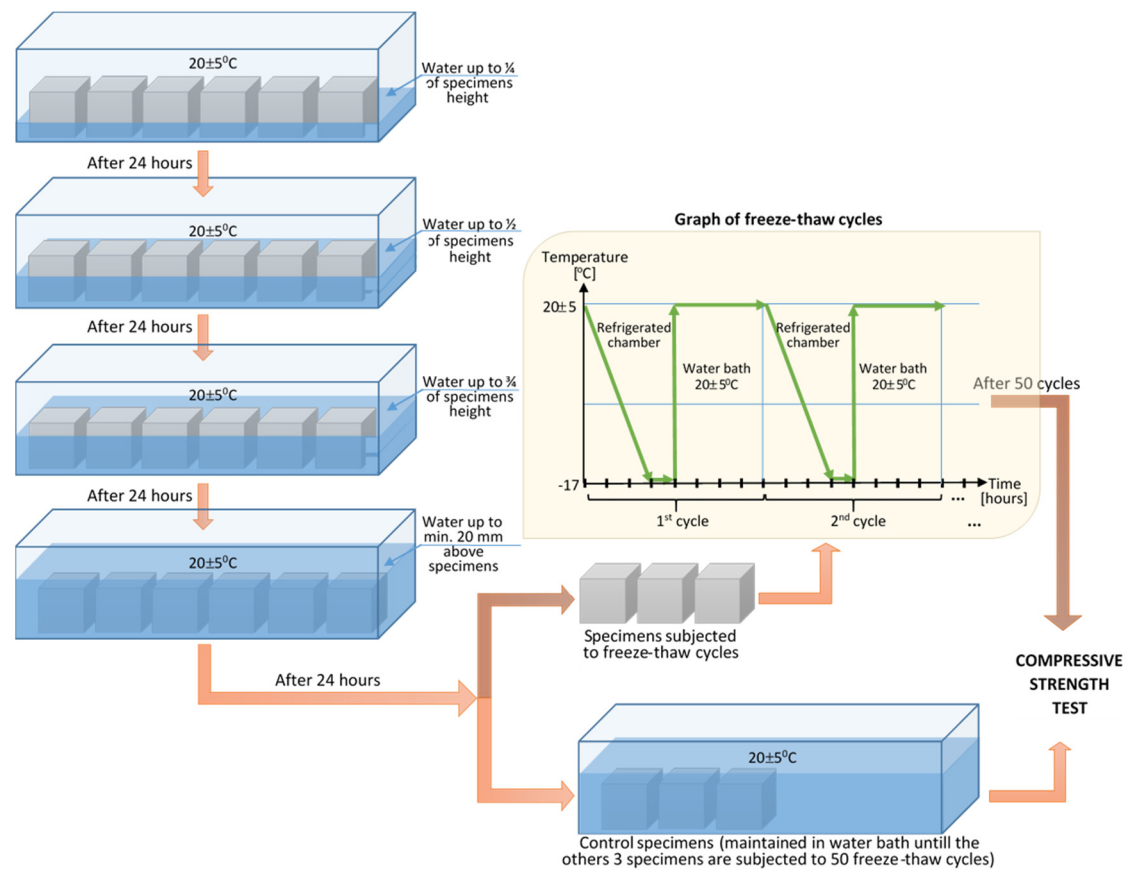 20±5⁰C
Water up to ¼
of specimens
height
After 24 hours
20±5⁰C
Water up to ½
of specimens
height
After 24 hours
20±5⁰C
Water up to ¾
of specimens
height
After 24 hours
20±5⁰C
Water up to
min. 20 mm
above
specimens
After 24 hours
Graph of freeze-thaw cycles
Temperature
[⁰C]
20±5
Refrigerated
chamber
Water bath
20±5⁰C
Refrigerated
chamber
Water bath
20±5⁰C
-17
Time
[hours]
...
1st cycle
2nd cycle
...
After 50 cycles
Specimens subjected
to freeze-thaw cycles
COMPRESSIVE
STRENGTH
TEST
20±5⁰C
Control specimens (maintained in water bath untill the
others 3 specimens are subjected to 50 freeze-thaw cycles)